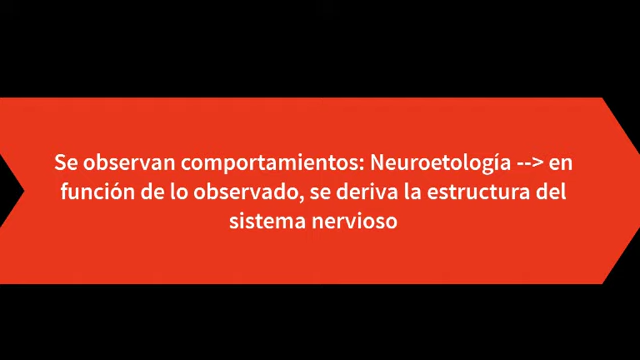 Se observan comportamientos: Neuroetología --> en
función de lo observado, se deriva la estructura del
sistema nervioso